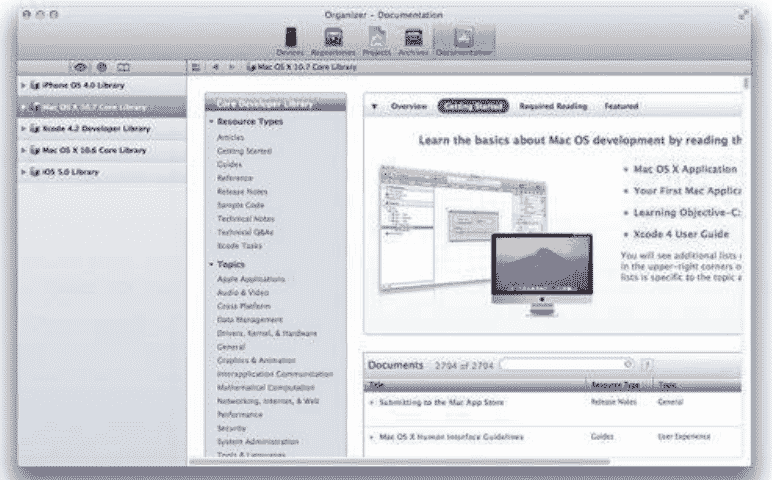 Organizer - Documentation
Devices Repositories Projects Archives Documentation
Mac OS X 10.7 Core Library
iPhone OS 4.0 Library
Mac OS X 10.7 Core Library
Xcode 4.2 Developer Library
Mac OS X 10.6 Core Library
iOS 5.0 Library
Core Developer Library
Resource Types
Articles
Getting Started
Guides
Reference
Release Notes
Sample Code
Technical Notes
Technical Q&As
Xcode Tasks
Topics
Apple Applications
Audio & Video
Cross Platform
Data Management
Drivers, Kernel, & Hardware
General
Graphics & Animation
Interapplication Communication
Mathematical Computation
Networking, Internet, & Web
Performance
Security
System Administration
Tools & Languages
Overview Getting Started Required Reading Featured
Learn the basics about Mac OS development by reading th
• Mac OS X Application
• Your First Mac Applica
• Learning Objective-C:
• Xcode 4 User Guide
You will see additional lists
in the upper-right corners o
lists is specific to the topic a
Documents 2794 of 2794
Title Resource Type Topic
Submitting to the Mac App Store Release Notes General
Mac OS X Human Interface Guidelines Guides User Experience